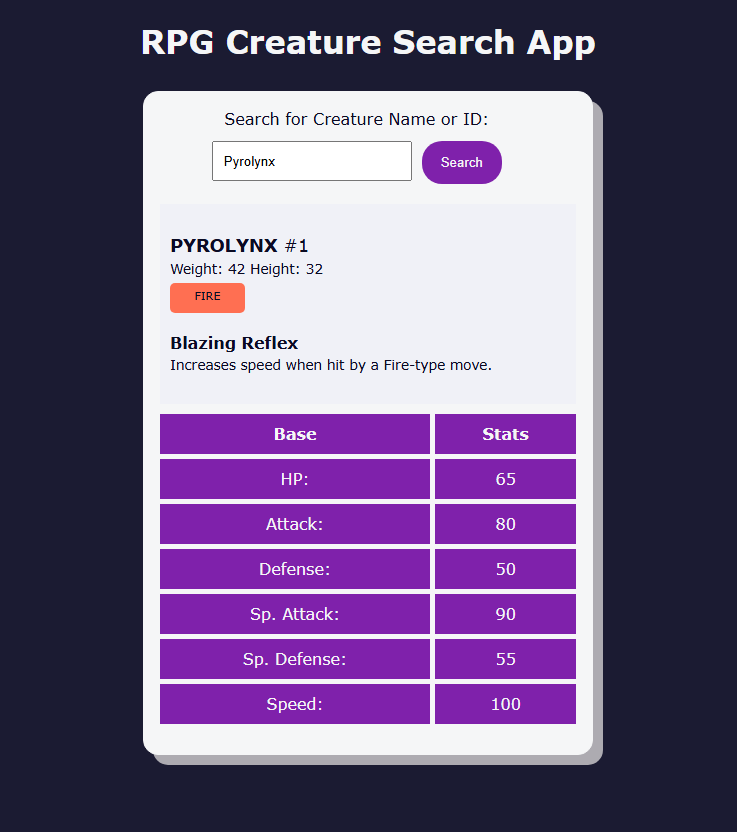 RPG Creature Search App
Search for Creature Name or ID:
Pyrolynx Search
PYROLYNX #1
Weight: 42 Height: 32
FIRE
Blazing Reflex
Increases speed when hit by a Fire-type move.
Base Stats
HP: 65
Attack: 80
Defense: 50
Sp. Attack: 90
Sp. Defense: 55
Speed: 100